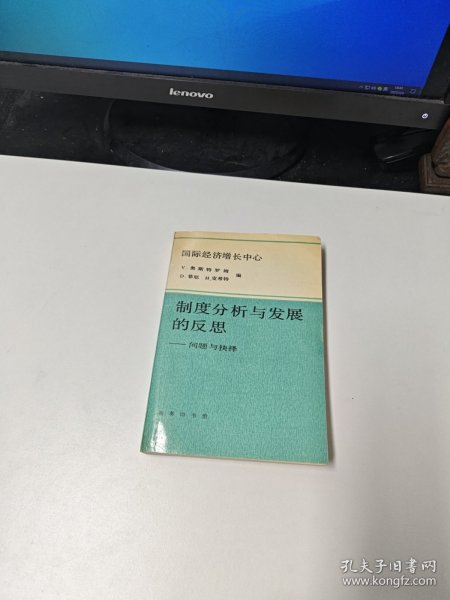 lenovo
国际经济增长中心
V·奥斯特罗姆
D·菲尼 H·皮希特 编
制度分析与发展
的反思
——问题与抉择
商务印书馆
孔夫子旧书网
www.kongfz.com